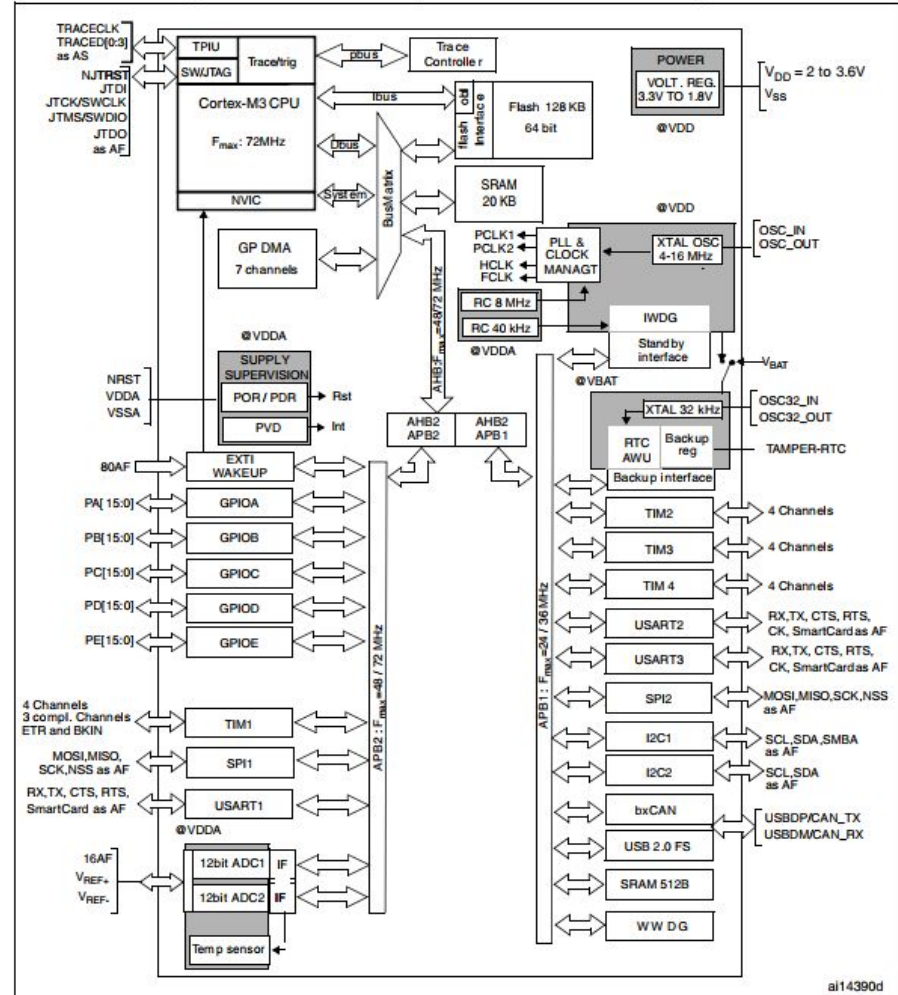 TRACECLK
TRACED[0:3]
as AS
NJTRST
JTDI
JTCK/SWCLK
JTMS/SWDIO
JTDO
as AF
TPIU
SW/JTAG
Trace/trig
Cortex-M3 CPU
Fmax : 72MHz
NVIC
pbus
Trace
Controller
Ibus
Dbus
System
BusMatrix
obl
flash
Interface
Flash 128 KB
64 bit
SRAM
20 KB
GP DMA
7 channels
AHB:Fmax=48/72 MHz
POWER
VOLT. REG.
3.3V TO 1.8V
@VDD
VDD = 2 to 3.6V
VSS
@VDD
PCLK1
PCLK2
HCLK
FCLK
PLL &
CLOCK
MANAGT
XTAL OSC
4-16 MHz
OSC_IN
OSC_OUT
RC 8 MHz
RC 40 kHz
@VDDA
IWDG
Standby
interface
@VBAT
VBAT
XTAL 32 kHz
OSC32_IN
OSC32_OUT
RTC
AWU
Backup
reg
TAMPER-RTC
Backup interface
@VDDA
SUPPLY
SUPERVISION
NRST
VDDA
VSSA
POR / PDR
Rst
PVD
Int
AHB2
APB2
AHB2
APB1
80AF
EXTI
WAKEUP
PA[ 15:0]
GPIOA
PB[15:0]
GPIOB
PC[15:0]
GPIOC
PD[15:0]
GPIOD
PE[15:0]
GPIOE
4 Channels
3 compl. Channels
ETR and BKIN
TIM1
MOSI,MISO,
SCK,NSS as AF
SPI1
RX,TX, CTS, RTS,
SmartCard as AF
USART1
@VDDA
16AF
VREF+
VREF-
12bit ADC1
IF
12bit ADC2
IF
Temp sensor
APB2 : Fmax=48 / 72 MHz
APB1 : Fmax=24 / 36 MHz
TIM2
4 Channels
TIM3
4 Channels
TIM 4
4 Channels
USART2
RX,TX, CTS, RTS,
CK, SmartCard as AF
USART3
RX,TX, CTS, RTS,
CK, SmartCard as AF
SPI2
MOSI,MISO,SCK,NSS
as AF
I2C1
SCL,SDA,SMBA
as AF
I2C2
SCL,SDA
as AF
bxCAN
USBDP/CAN_TX
USBDM/CAN_RX
USB 2.0 FS
SRAM 512B
WW DG
ai14390d